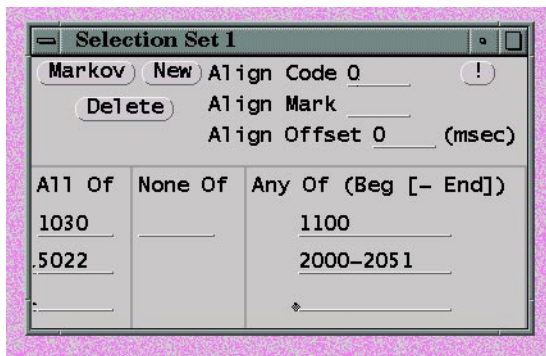 Selection Set 1
Markov New Align Code 0 !
Delete Align Mark
Align Offset 0 (msec)
All Of None Of Any Of (Beg [- End])
1030 1100
.5022 2000-2051